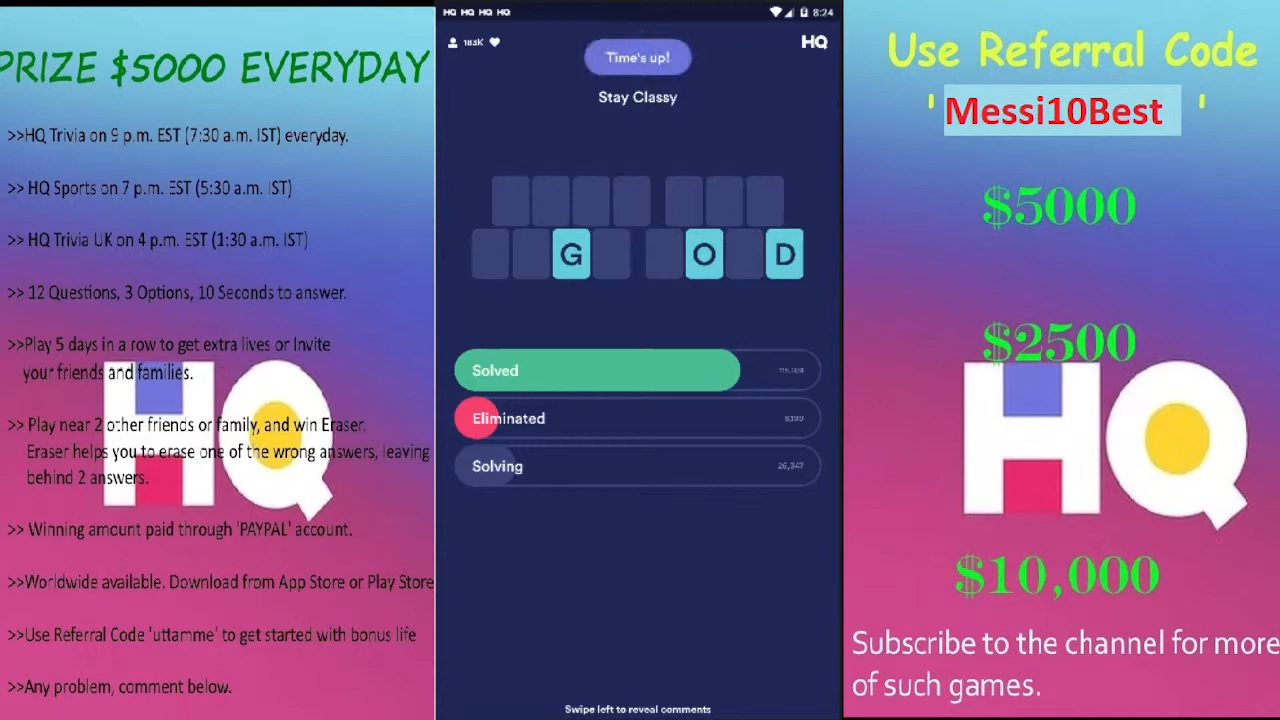 PRIZE $5000 EVERYDAY
>>HQ Trivia on 9 p.m. EST (7:30 a.m. IST) everyday.
>> HQ Sports on 7 p.m. EST (5:30 a.m. IST)
>> HQ Trivia UK on 4 p.m. EST (1:30 a.m. IST)
>> 12 Questions, 3 Options, 10 Seconds to answer.
>>Play 5 days in a row to get extra lives or Invite
your friends and families.
>> Play near 2 other friends or family, and win Eraser.
Eraser helps you to erase one of the wrong answers, leaving
behind 2 answers.
>> Winning amount paid through 'PAYPAL' account.
>>Worldwide available. Download from App Store or Play Store
>>Use Referral Code 'uttamme' to get started with bonus life
>>Any problem, comment below.
HQ
HQ HQ HQ HQ 8:24
183K HQ
Time's up!
Stay Classy
G O D
Solved
Eliminated
Solving 26,347
Swipe left to reveal comments
Use Referral Code
' Messi10Best '
$5000
$2500
HQ
$10,000
Subscribe to the channel for more
of such games.